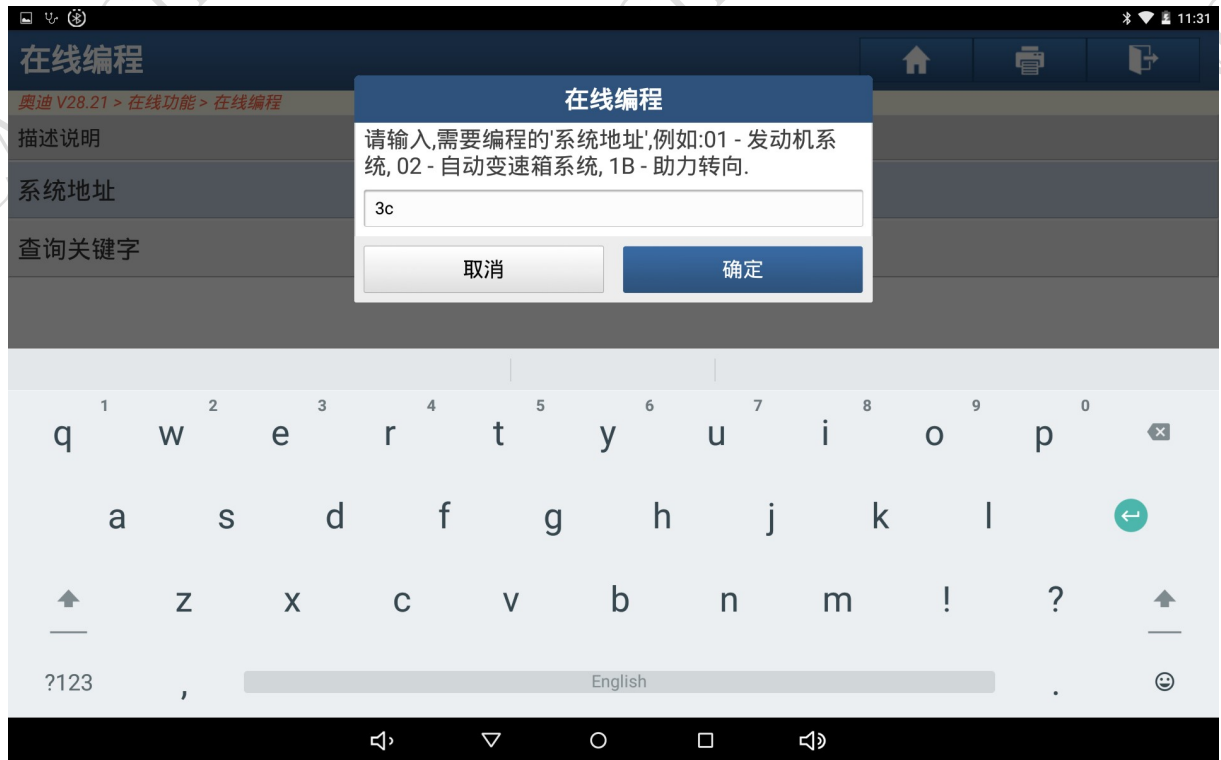 11:31
在线编程
奥迪 V28.21 > 在线功能 > 在线编程
描述说明
系统地址
查询关键字
在线编程
请输入,需要编程的'系统地址',例如:01 - 发动机系
统, 02 - 自动变速箱系统, 1B - 助力转向.
3c
取消
确定
1 2 3 4 5 6 7 8 9 0
q w e r t y u i o p
a s d f g h j k l
z x c v b n m ! ?
?123 , English .